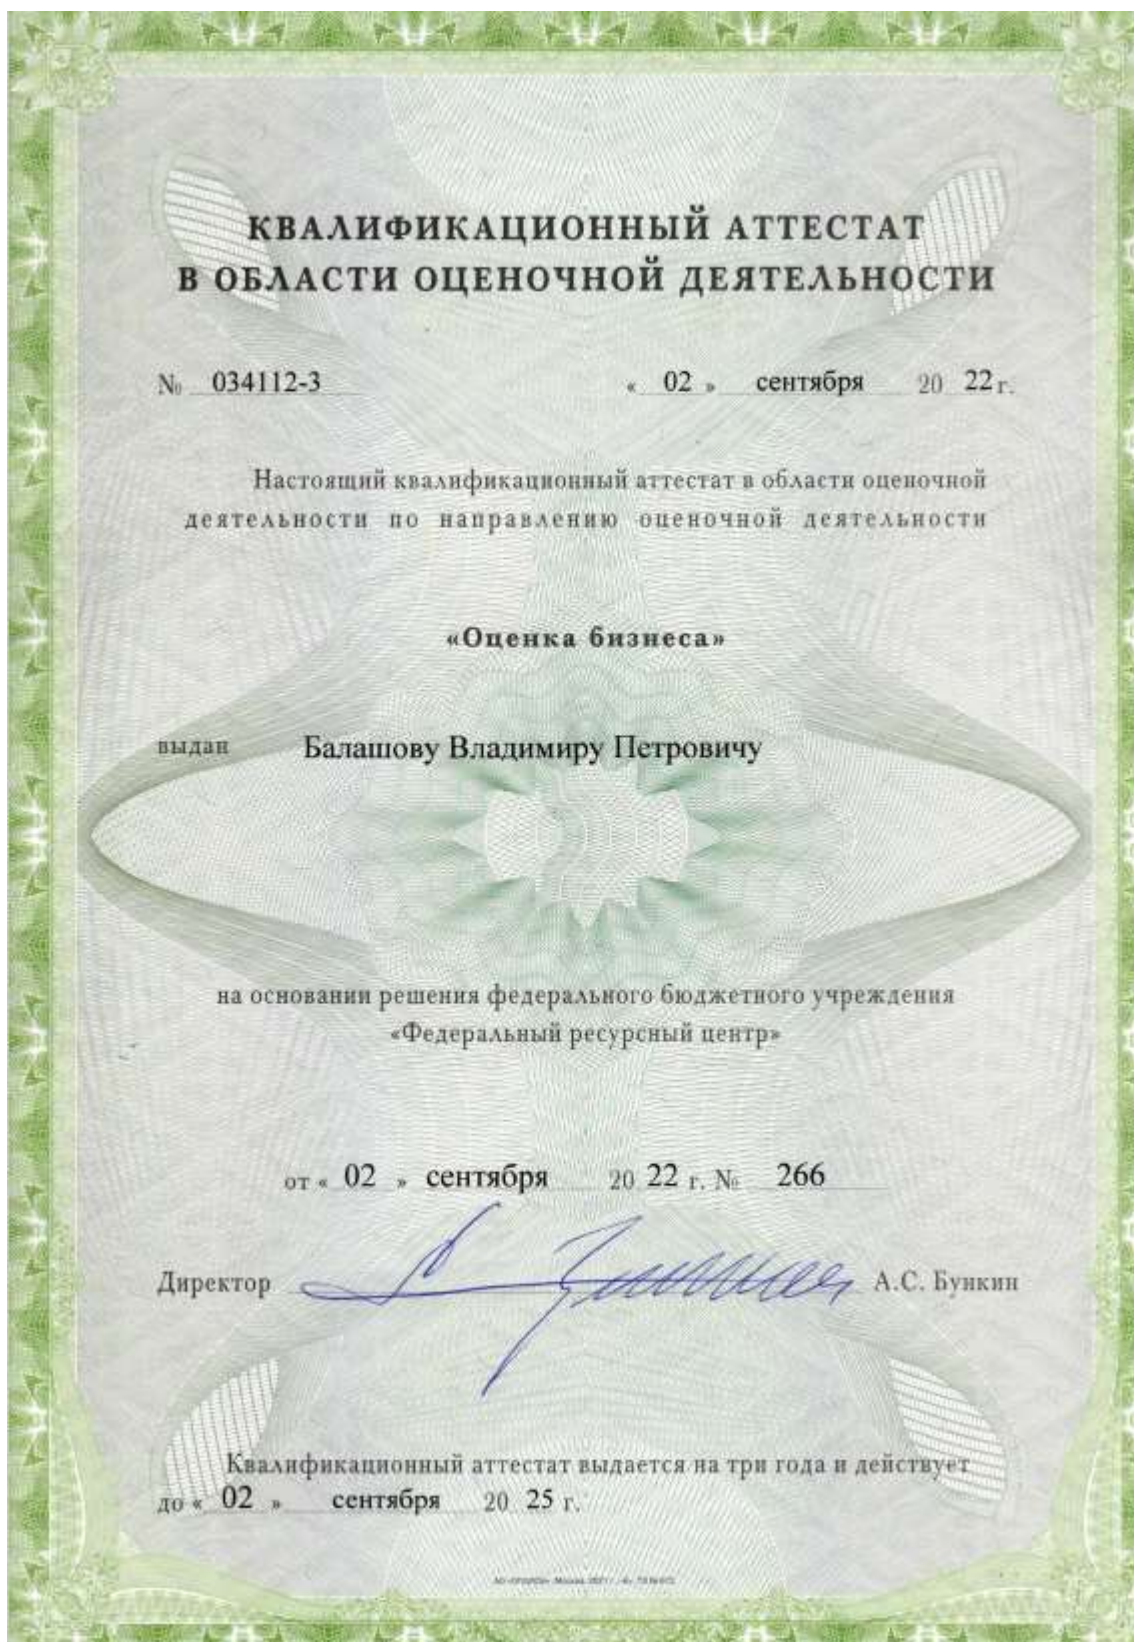 КВАЛИФИКАЦИОННЫЙ АТТЕСТАТ
В ОБЛАСТИ ОЦЕНОЧНОЙ ДЕЯТЕЛЬНОСТИ
№ 034112-3 « 02 » сентября 20 22 г.
Настоящий квалификационный аттестат в области оценочной
деятельности по направлению оценочной деятельности
«Оценка бизнеса»
выдан Балашову Владимиру Петровичу
на основании решения федерального бюджетного учреждения
«Федеральный ресурсный центр»
от « 02 » сентября 20 22 г. № 266
Директор А.С. Бункин
Квалификационный аттестат выдается на три года и действует
до « 02 » сентября 20 25 г.